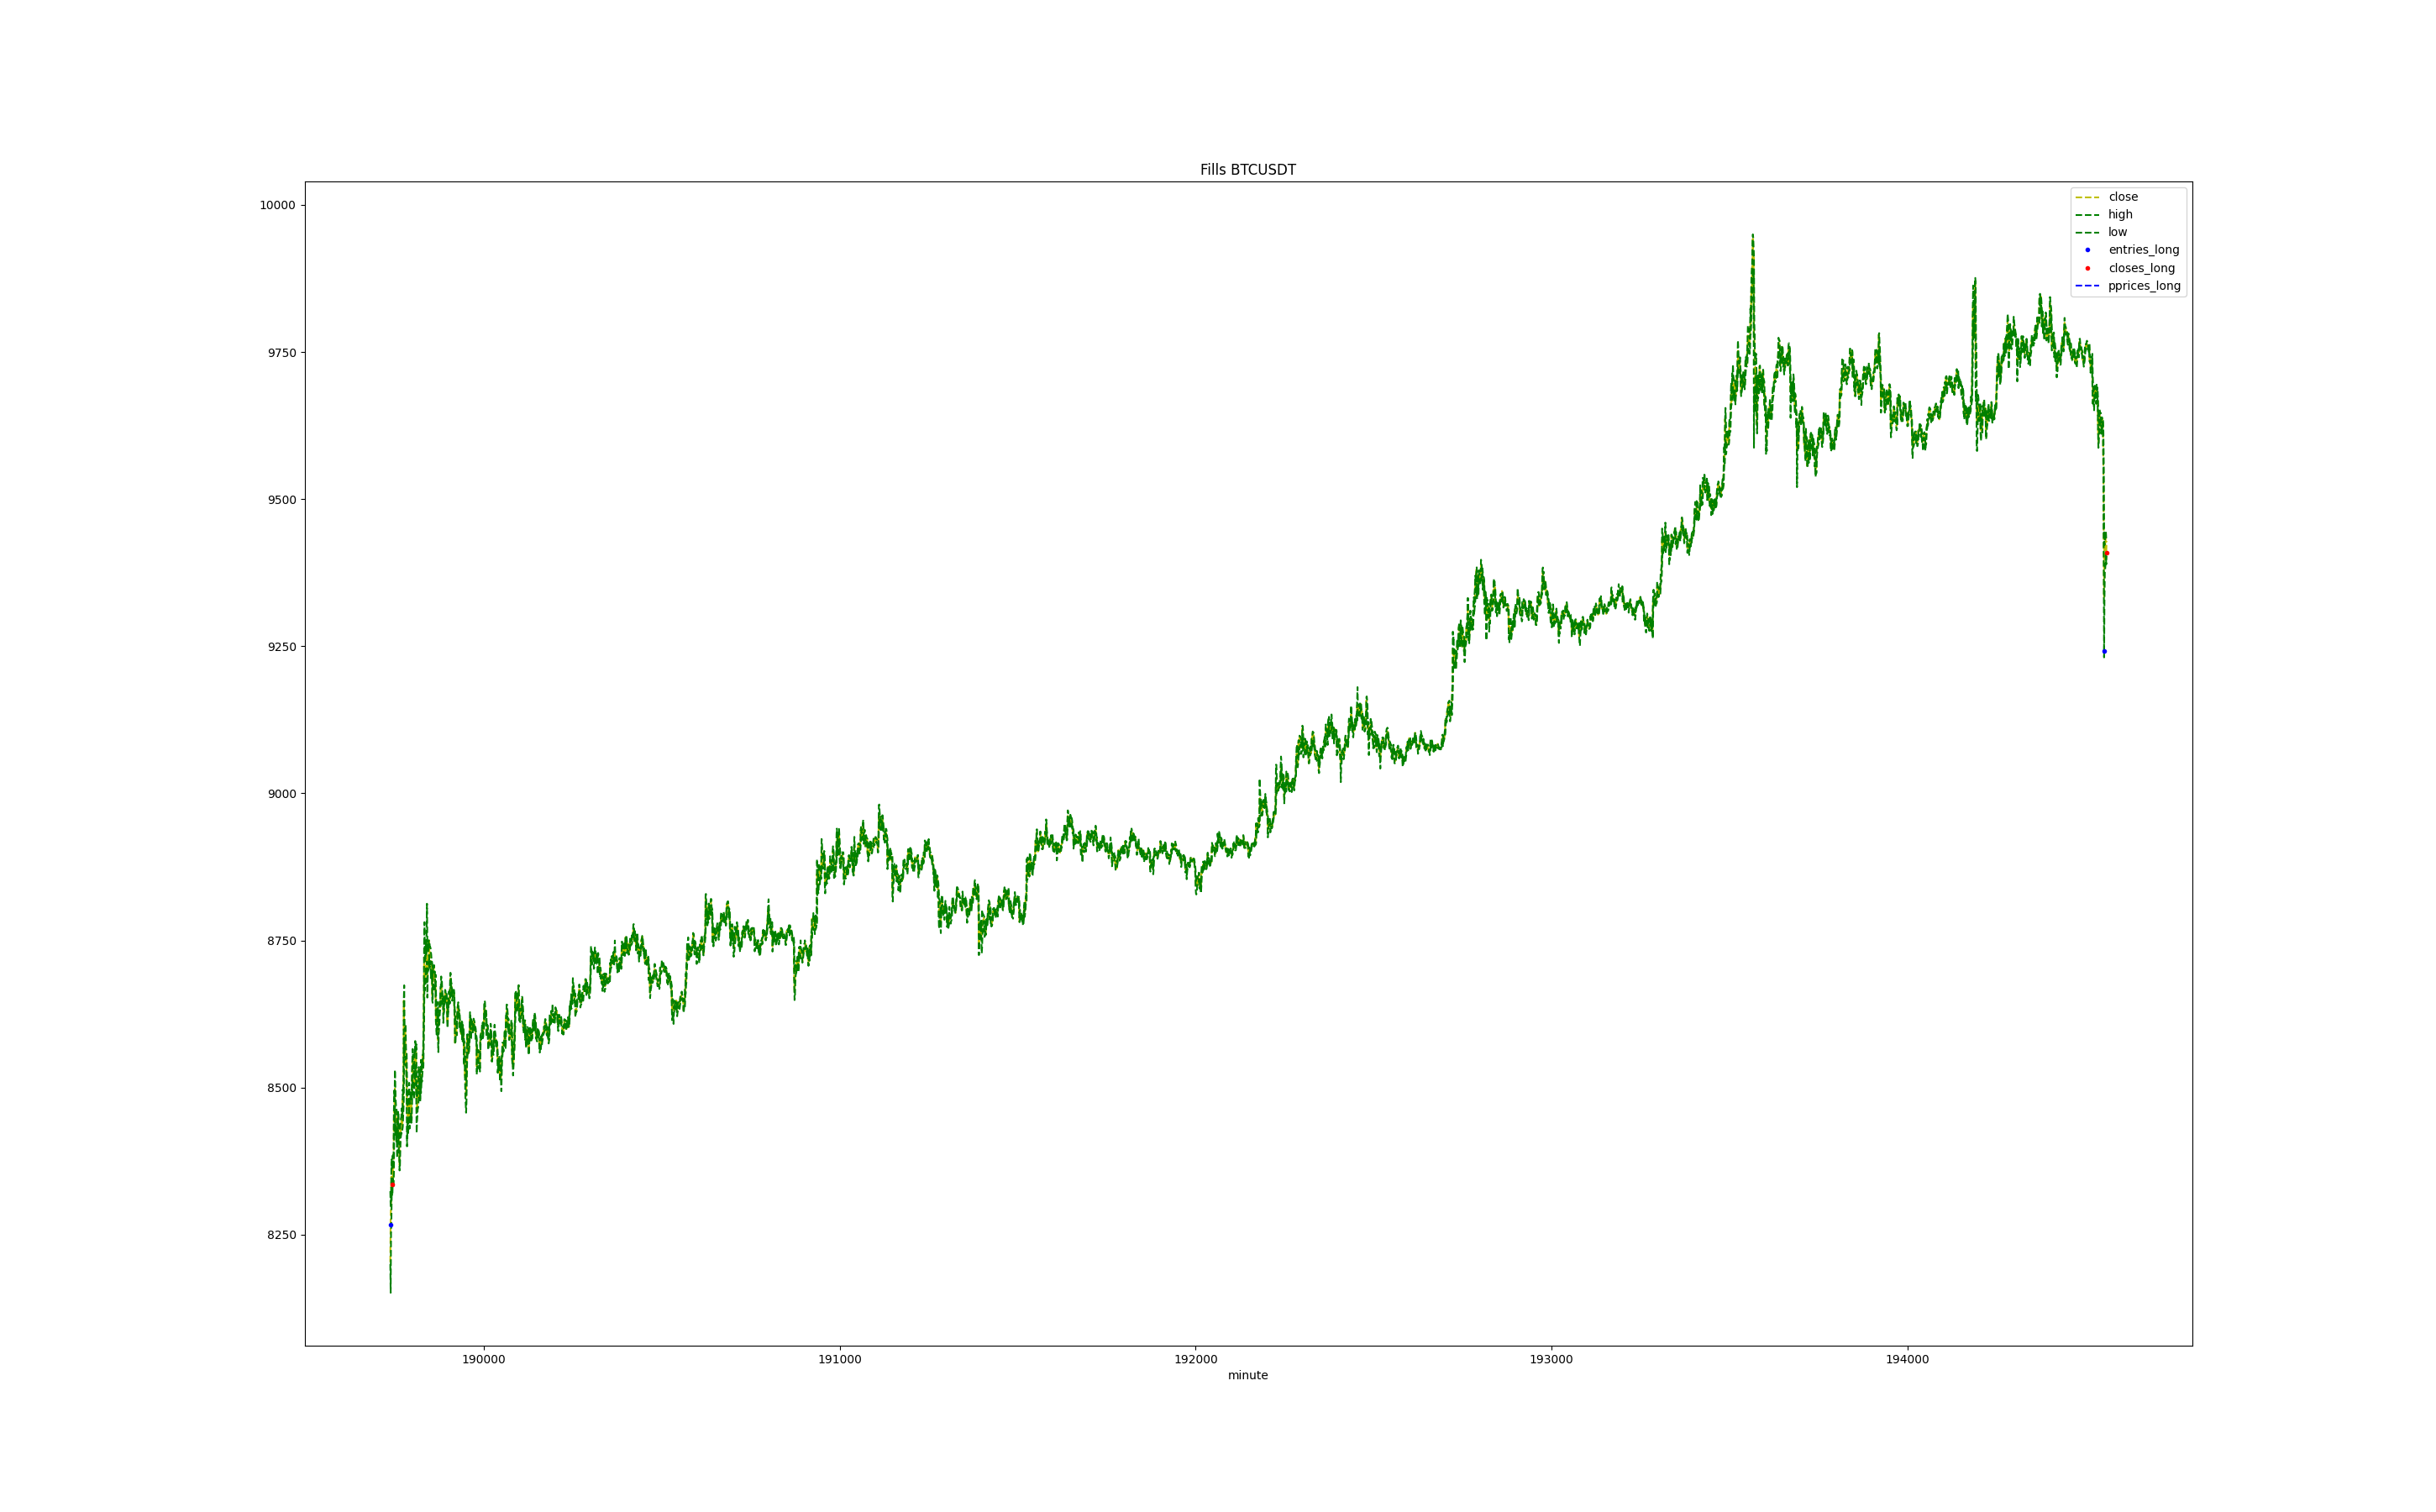 Fills BTCUSDT
10000
9750
9500
9250
9000
8750
8500
8250
close
high
low
entries_long
closes_long
pprices_long
190000
191000
192000
193000
194000
minute